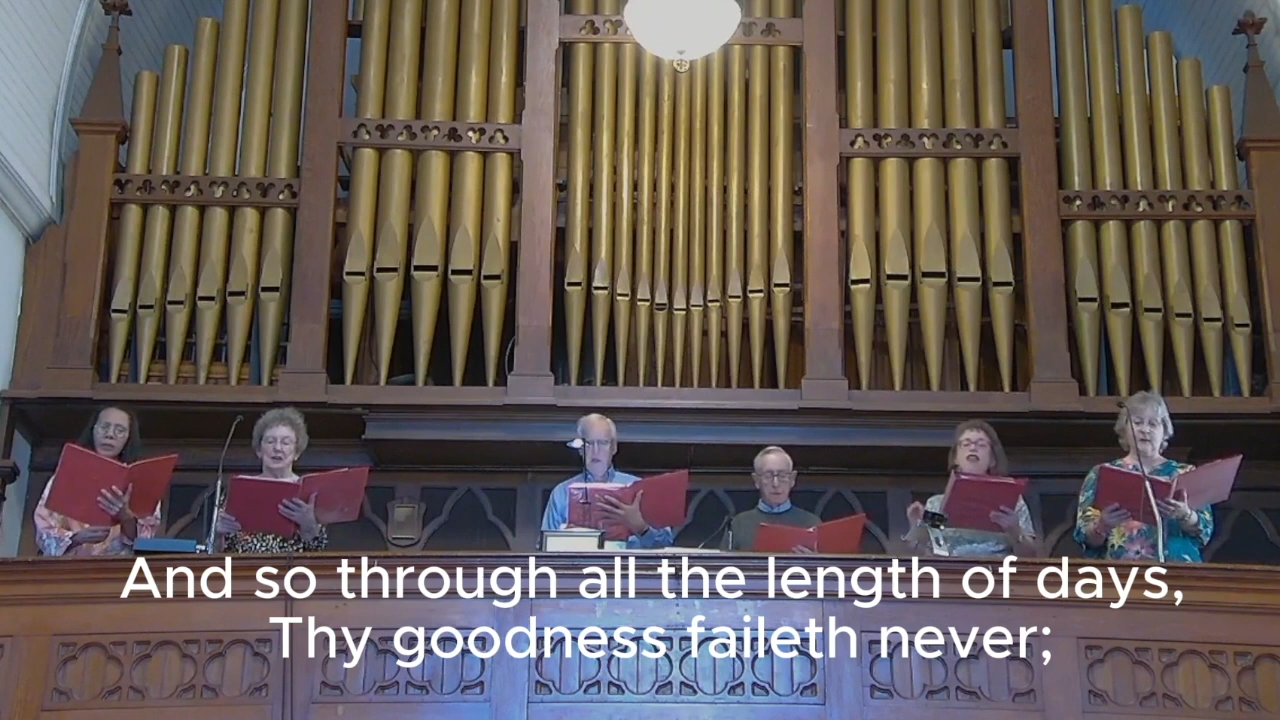 And so through all the length of days,
Thy goodness faileth never;